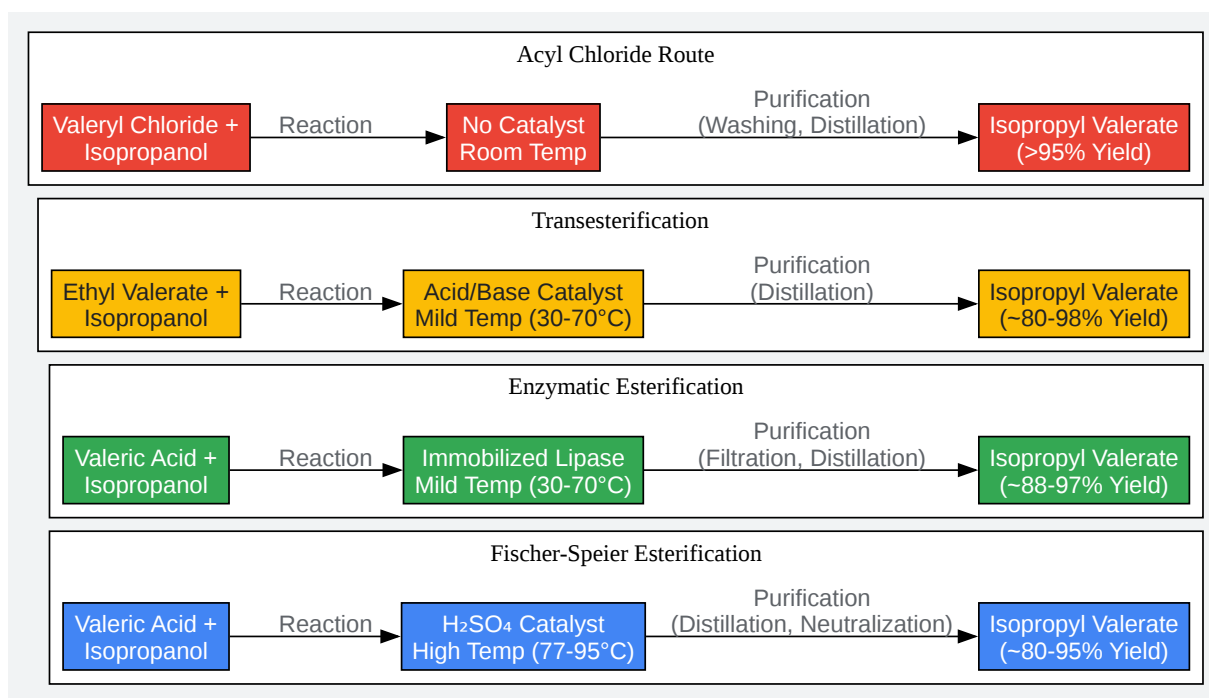 Acyl Chloride Route
Valeryl Chloride +
Isopropanol
Reaction
No Catalyst
Room Temp
Purification
(Washing, Distillation)
Isopropyl Valerate
(>95% Yield)
Transesterification
Ethyl Valerate +
Isopropanol
Reaction
Acid/Base Catalyst
Mild Temp (30-70°C)
Purification
(Distillation)
Isopropyl Valerate
(~80-98% Yield)
Enzymatic Esterification
Valeric Acid +
Isopropanol
Reaction
Immobilized Lipase
Mild Temp (30-70°C)
Purification
(Filtration, Distillation)
Isopropyl Valerate
(~88-97% Yield)
Fischer-Speier Esterification
Valeric Acid +
Isopropanol
Reaction
H₂SO₄ Catalyst
High Temp (77-95°C)
Purification
(Distillation, Neutralization)
Isopropyl Valerate
(~80-95% Yield)